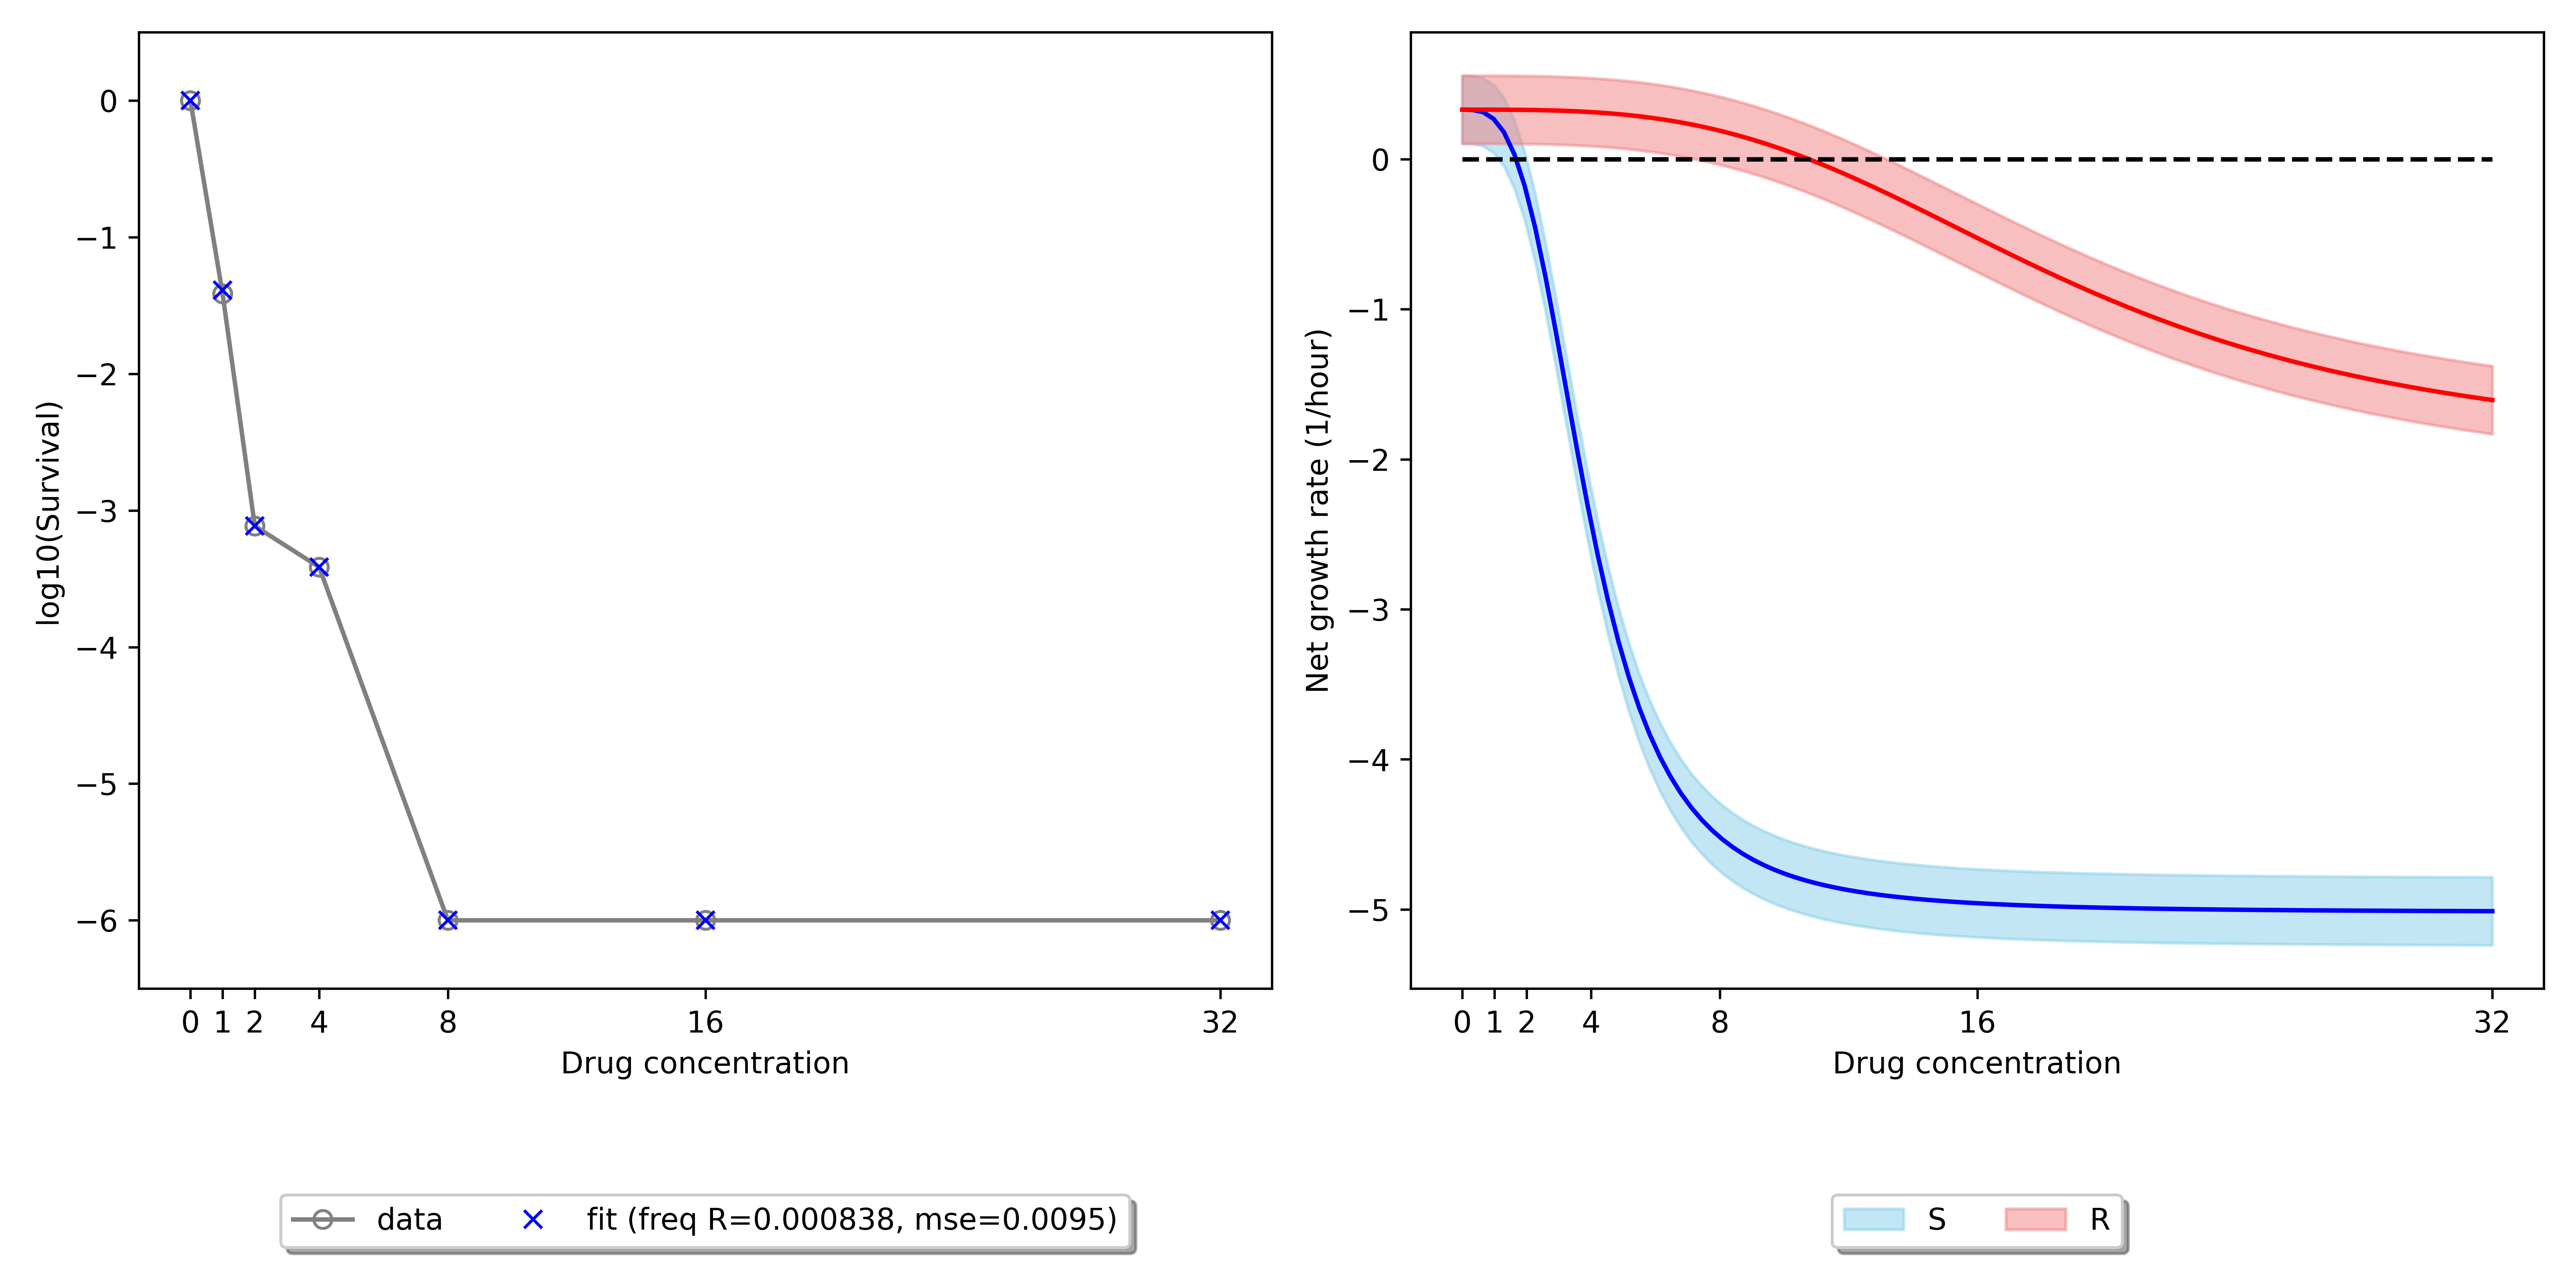 0
−1
−2
−3
−4
−5
−6
log10(Survival)
0 1 2 4 8 16 32
Drug concentration
data
fit (freq R=0.000838, mse=0.0095)
0
−1
−2
−3
−4
−5
Net growth rate (1/hour)
0 1 2 4 8 16 32
Drug concentration
S
R